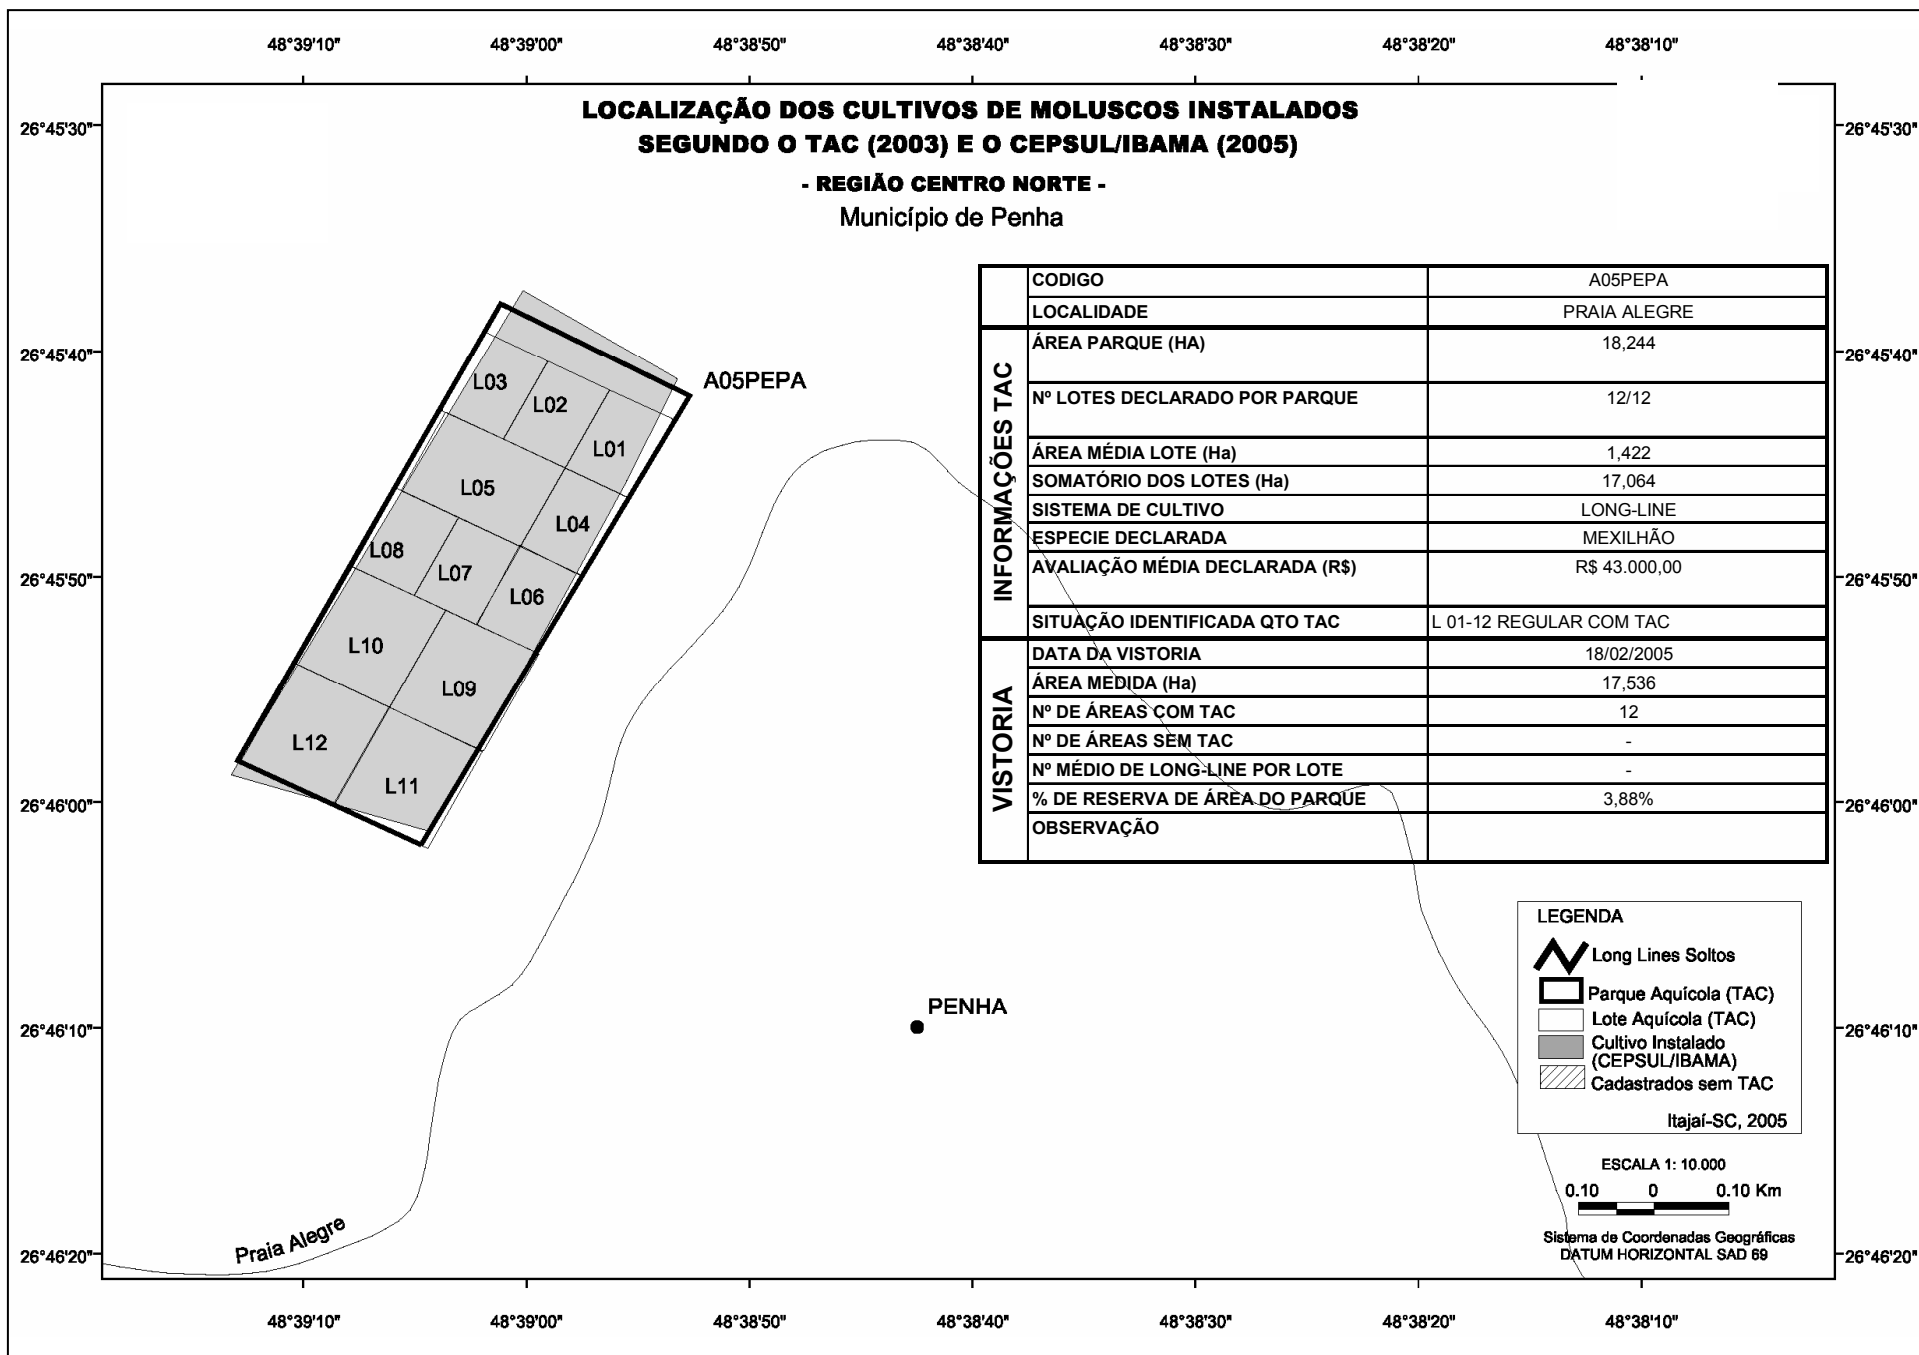 48°39'10" 48°39'00" 48°38'50" 48°38'40" 48°38'30" 48°38'20" 48°38'10"
LOCALIZAÇÃO DOS CULTIVOS DE MOLUSCOS INSTALADOS
SEGUNDO O TAC (2003) E O CEPSUL/IBAMA (2005)
- REGIÃO CENTRO NORTE -
Município de Penha
26°45'30" 26°45'30"
26°45'40" 26°45'40"
26°45'50" 26°45'50"
26°46'00" 26°46'00"
26°46'10" 26°46'10"
26°46'20" 26°46'20"
A05PEPA
L03
L02
L01
L05
L04
L08
L07
L06
L10
L09
L12
L11
CODIGO A05PEPA
LOCALIDADE PRAIA ALEGRE
INFORMAÇÕES TAC
ÁREA PARQUE (HA) 18,244
Nº LOTES DECLARADO POR PARQUE 12/12
ÁREA MÉDIA LOTE (Ha) 1,422
SOMATÓRIO DOS LOTES (Ha) 17,064
SISTEMA DE CULTIVO LONG-LINE
ESPECIE DECLARADA MEXILHÃO
AVALIAÇÃO MÉDIA DECLARADA (R$) R$ 43.000,00
SITUAÇÃO IDENTIFICADA QTO TAC L 01-12 REGULAR COM TAC
VISTORIA
DATA DA VISTORIA 18/02/2005
ÁREA MEDIDA (Ha) 17,536
Nº DE ÁREAS COM TAC 12
Nº DE ÁREAS SEM TAC -
Nº MÉDIO DE LONG-LINE POR LOTE -
% DE RESERVA DE ÁREA DO PARQUE 3,88%
OBSERVAÇÃO
PENHA
Praia Alegre
LEGENDA
Long Lines Soltos
Parque Aquícola (TAC)
Lote Aquícola (TAC)
Cultivo Instalado
(CEPSUL/IBAMA)
Cadastrados sem TAC
Itajaí-SC, 2005
ESCALA 1: 10.000
0.10 0 0.10 Km
Sistema de Coordenadas Geográficas
DATUM HORIZONTAL SAD 69
48°39'10" 48°39'00" 48°38'50" 48°38'40" 48°38'30" 48°38'20" 48°38'10"